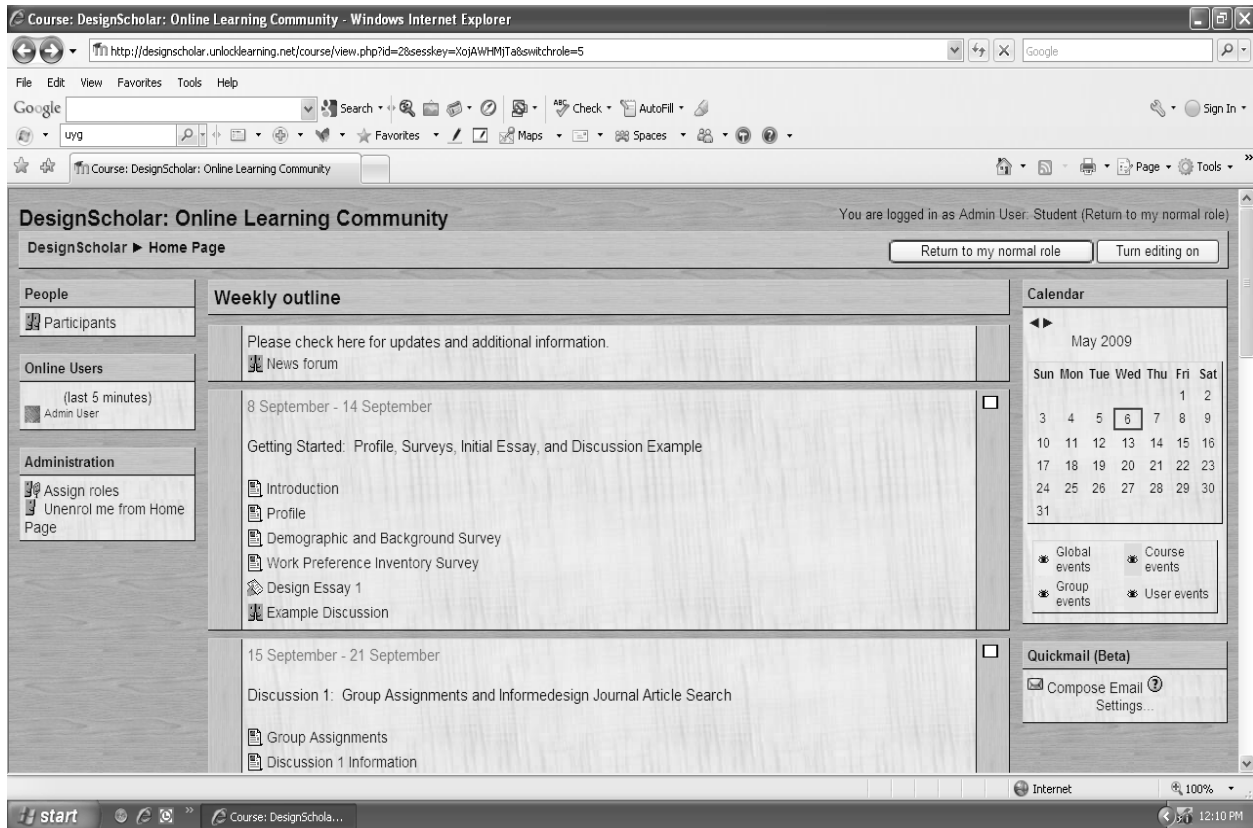 Course: DesignScholar: Online Learning Community - Windows Internet Explorer
http://designscholar.unlocklearning.net/course/view.php?id=2&sesskey=XojAWHMjTa&switchrole=5
Google
File Edit View Favorites Tools Help
Google Search Check AutoFill Sign In
uyg Favorites Maps Spaces
Course: DesignScholar: Online Learning Community Page Tools
DesignScholar: Online Learning Community
You are logged in as Admin User: Student (Return to my normal role)
DesignScholar ► Home Page
Return to my normal role
Turn editing on
People
Participants
Online Users
(last 5 minutes)
Admin User
Administration
Assign roles
Unenrol me from Home
Page
Weekly outline
Please check here for updates and additional information.
News forum
8 September - 14 September
Getting Started: Profile, Surveys, Initial Essay, and Discussion Example
Introduction
Profile
Demographic and Background Survey
Work Preference Inventory Survey
Design Essay 1
Example Discussion
15 September - 21 September
Discussion 1: Group Assignments and Informedesign Journal Article Search
Group Assignments
Discussion 1 Information
Calendar
May 2009
Sun Mon Tue Wed Thu Fri Sat
1 2
3 4 5 6 7 8 9
10 11 12 13 14 15 16
17 18 19 20 21 22 23
24 25 26 27 28 29 30
31
Global events
Course events
Group events
User events
Quickmail (Beta)
Compose Email
Settings...
Internet 100%
start Course: DesignSchola... 12:10 PM